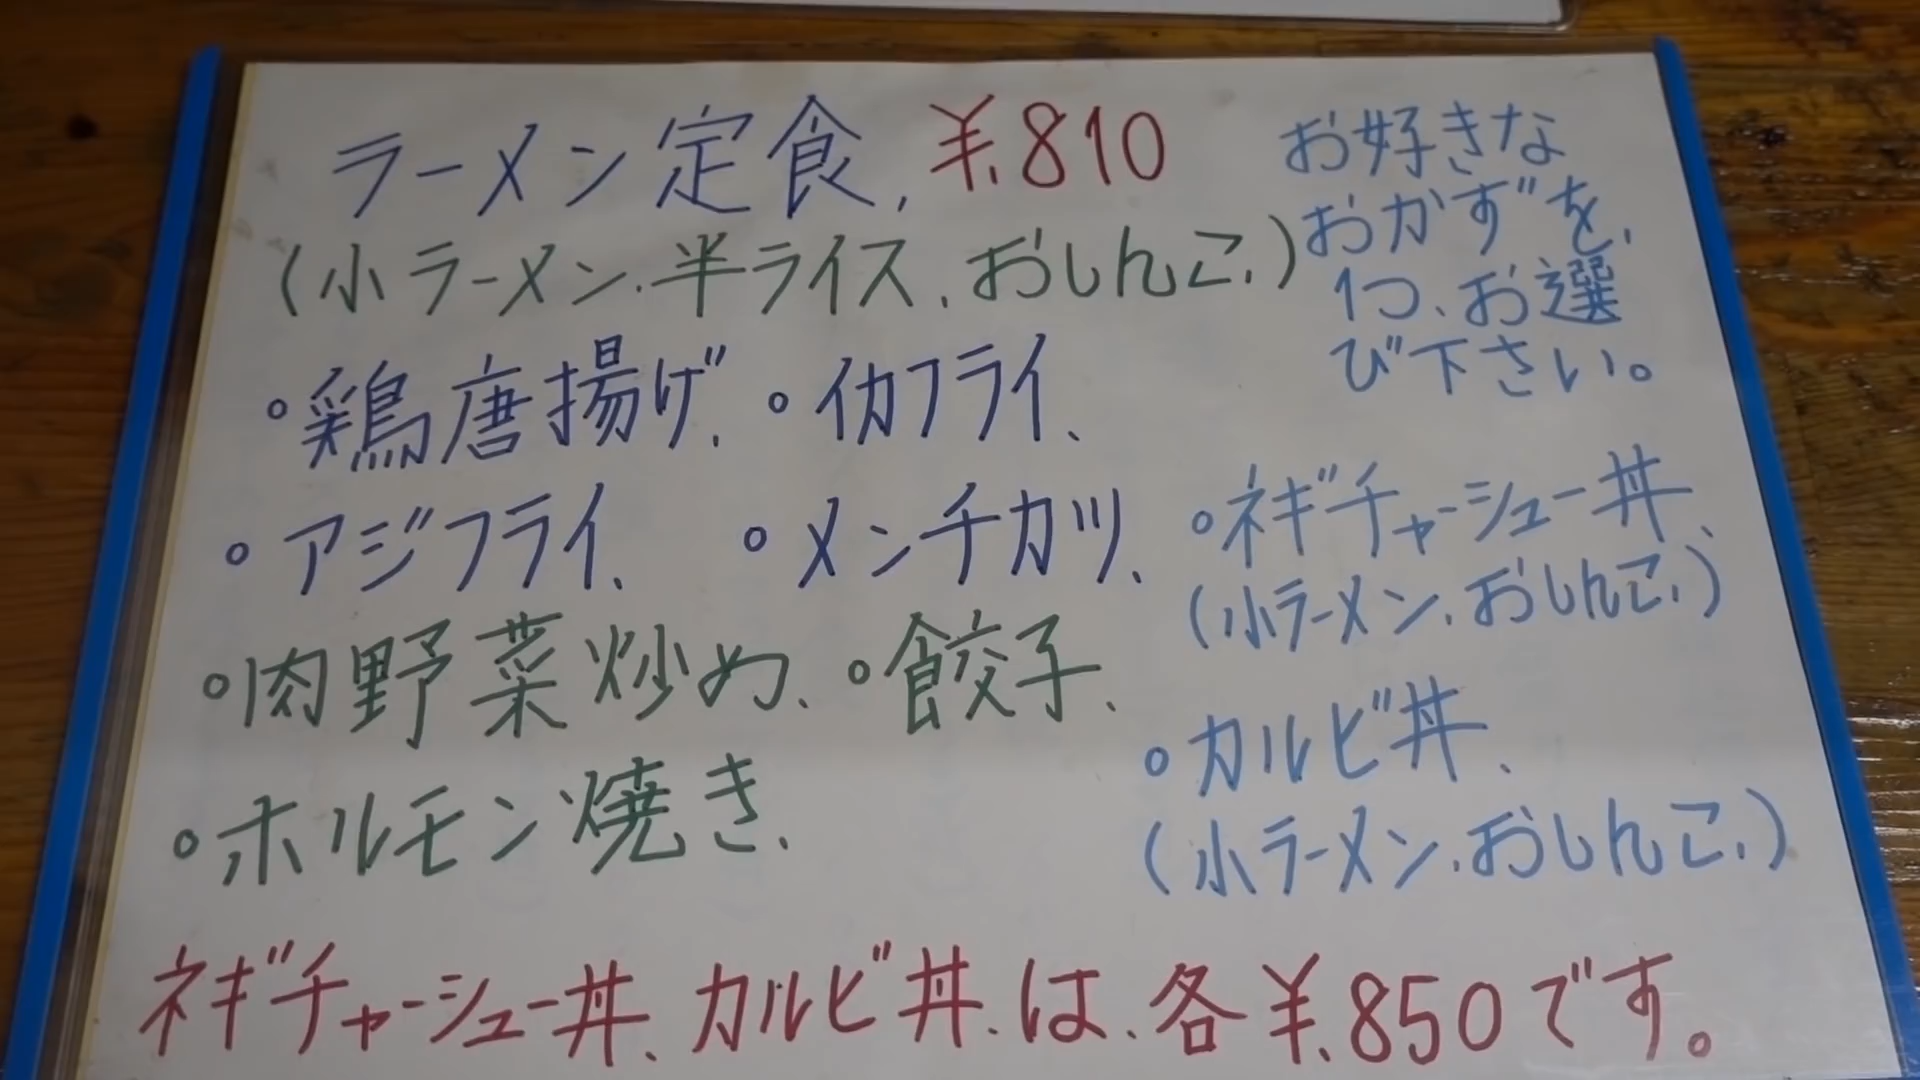 ラーメン定食、¥.810
(小ラーメン.半ライス、おしんこ、)
お好きな
おかずを、
1つ、お選
び下さい。
・鶏唐揚げ、・イカフライ、
・アジフライ、・メンチカツ、
・肉野菜炒め、・餃子、
・ホルモン焼き、
・ネギチャーシュー丼、
(小ラーメン、おしんこ、)
・カルビ丼、
(小ラーメン、おしんこ、)
ネギチャーシュー丼、カルビ丼、は、各¥.850です。